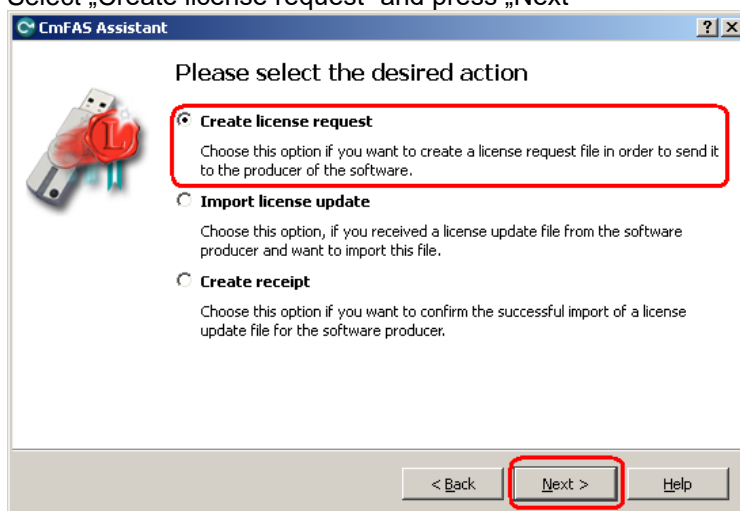 Select „Create license request“ and press „Next“
CmFAS Assistant
Please select the desired action
Create license request
Choose this option if you want to create a license request file in order to send it
to the producer of the software.
Import license update
Choose this option, if you received a license update file from the software
producer and want to import this file.
Create receipt
Choose this option if you want to confirm the successful import of a license
update file for the software producer.
< Back
Next >
Help